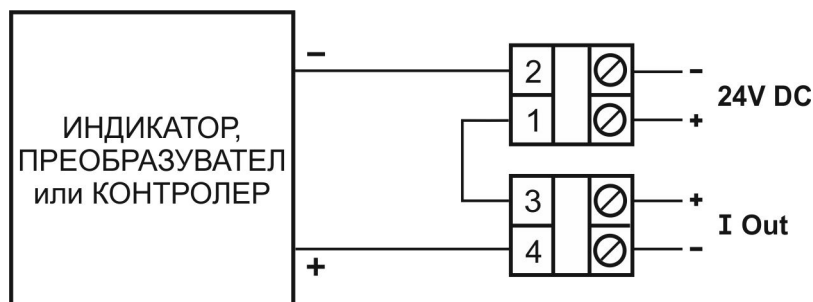 ИНДИКАТОР,
ПРЕОБРАЗУВАТЕЛ
или КОНТРОЛЕР
−
+
2
1
3
4
−
24V DC
+
+
I Out
−